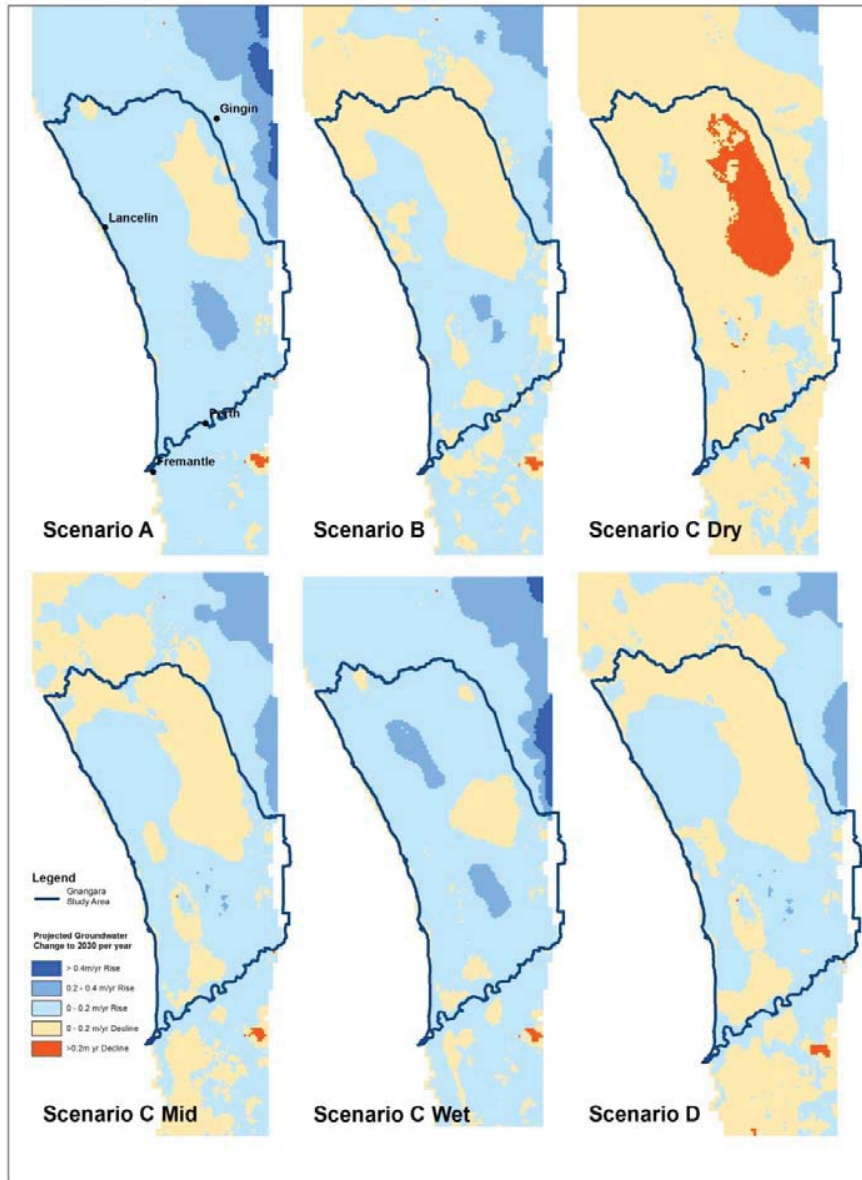 Gingin
Lancelin
Perth
Fremantle
Scenario A
Scenario B
Scenario C Dry
Legend
Gnangara
Study Area
Projected Groundwater
Change to 2030 per year
> 0.4m/yr Rise
0.2 - 0.4 m/yr Rise
0 - 0.2 m/yr Rise
0 - 0.2 m/yr Decline
>0.2m yr Decline
Scenario C Mid
Scenario C Wet
Scenario D